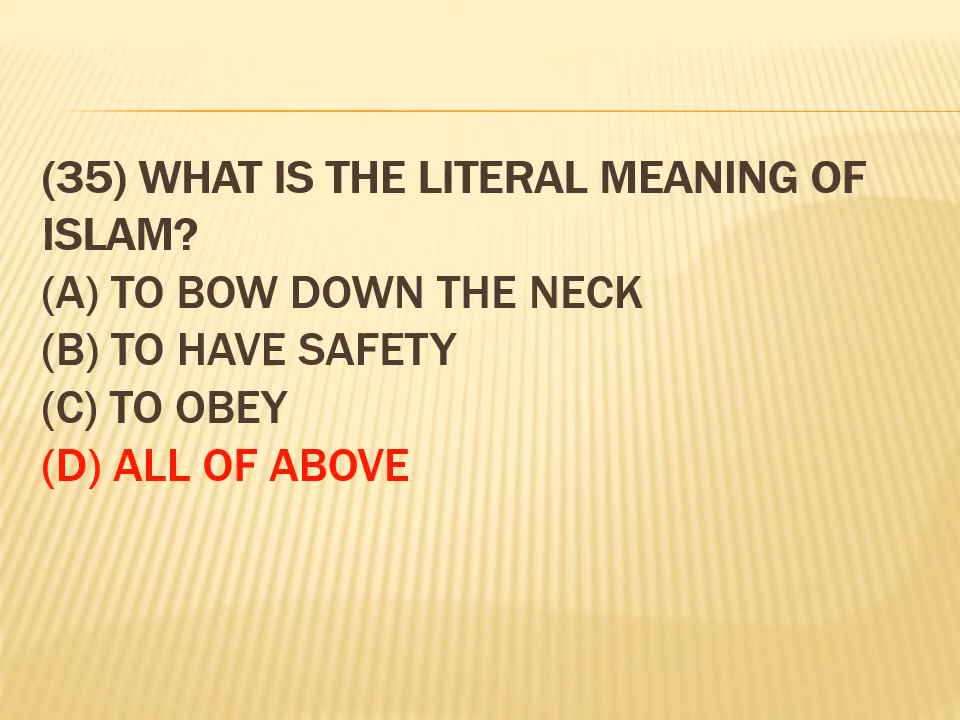 (35) WHAT IS THE LITERAL MEANING OF
ISLAM?
(A) TO BOW DOWN THE NECK
(B) TO HAVE SAFETY
(C) TO OBEY
(D) ALL OF ABOVE